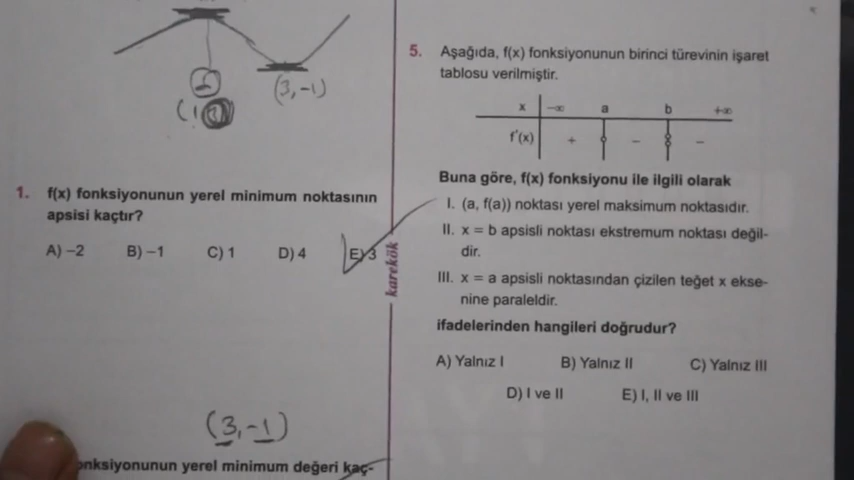 (3,-1)
(1
1. f(x) fonksiyonunun yerel minimum noktasının
apsisi kaçtır?
A) –2 B) –1 C) 1 D) 4 E) 3
(3,-1)
onksiyonunun yerel minimum değeri kaç-
karekök
5. Aşağıda, f(x) fonksiyonunun birinci türevinin işaret
tablosu verilmiştir.
x –∞ a b +∞
f'(x) + – –
Buna göre, f(x) fonksiyonu ile ilgili olarak
I. (a, f(a)) noktası yerel maksimum noktasıdır.
II. x = b apsisli noktası ekstremum noktası değil-
dir.
III. x = a apsisli noktasından çizilen teğet x ekse-
nine paraleldir.
ifadelerinden hangileri doğrudur?
A) Yalnız I B) Yalnız II C) Yalnız III
D) I ve II E) I, II ve III